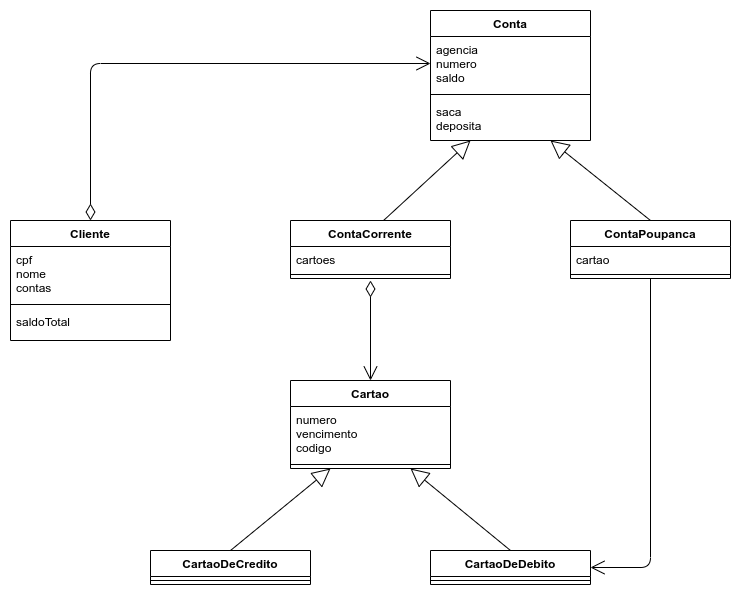 Conta
agencia
numero
saldo
saca
deposita
Cliente
cpf
nome
contas
saldoTotal
ContaCorrente
cartoes
ContaPoupanca
cartao
Cartao
numero
vencimento
codigo
CartaoDeCredito
CartaoDeDebito